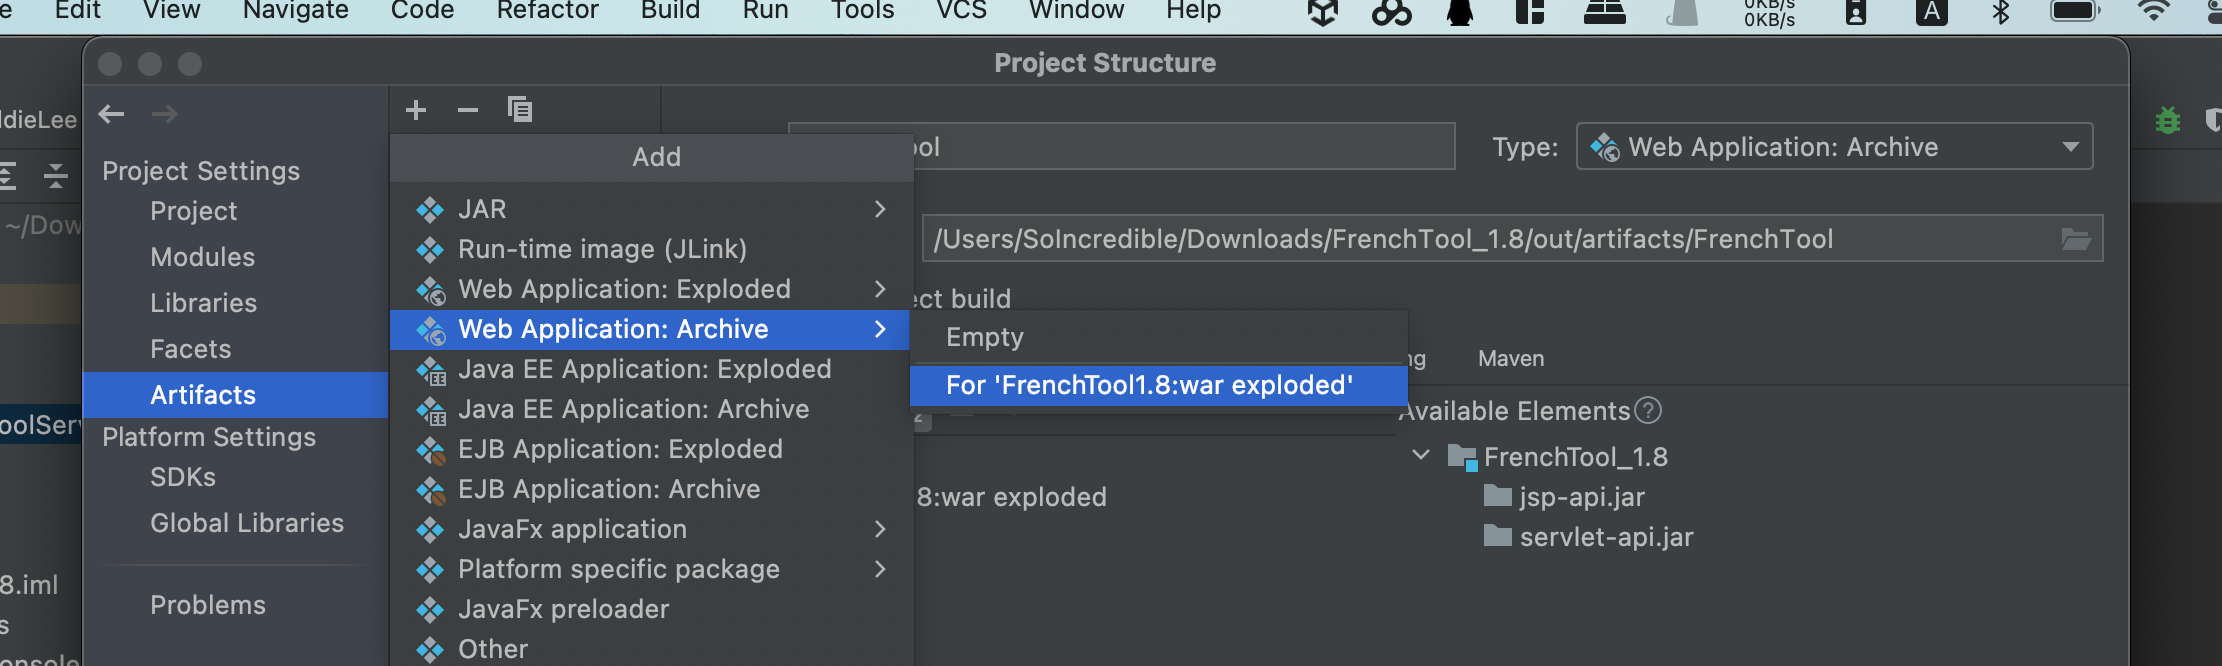 Edit View Navigate Code Refactor Build Run Tools VCS Window Help 0KB/s
0KB/s
A
Project Structure
ddieLee
~/Dow
oolServ
8.iml
s
onsole
Project Settings
Project
Modules
Libraries
Facets
Artifacts
Platform Settings
SDKs
Global Libraries
Problems
Add
JAR
Run-time image (JLink)
Web Application: Exploded
Web Application: Archive
Java EE Application: Exploded
Java EE Application: Archive
EJB Application: Exploded
EJB Application: Archive
JavaFx application
Platform specific package
JavaFx preloader
Other
Empty
For 'FrenchTool1.8:war exploded'
ool
Type: Web Application: Archive
/Users/SoIncredible/Downloads/FrenchTool_1.8/out/artifacts/FrenchTool
ect build
ng Maven
Available Elements ?
8:war exploded
FrenchTool_1.8
jsp-api.jar
servlet-api.jar